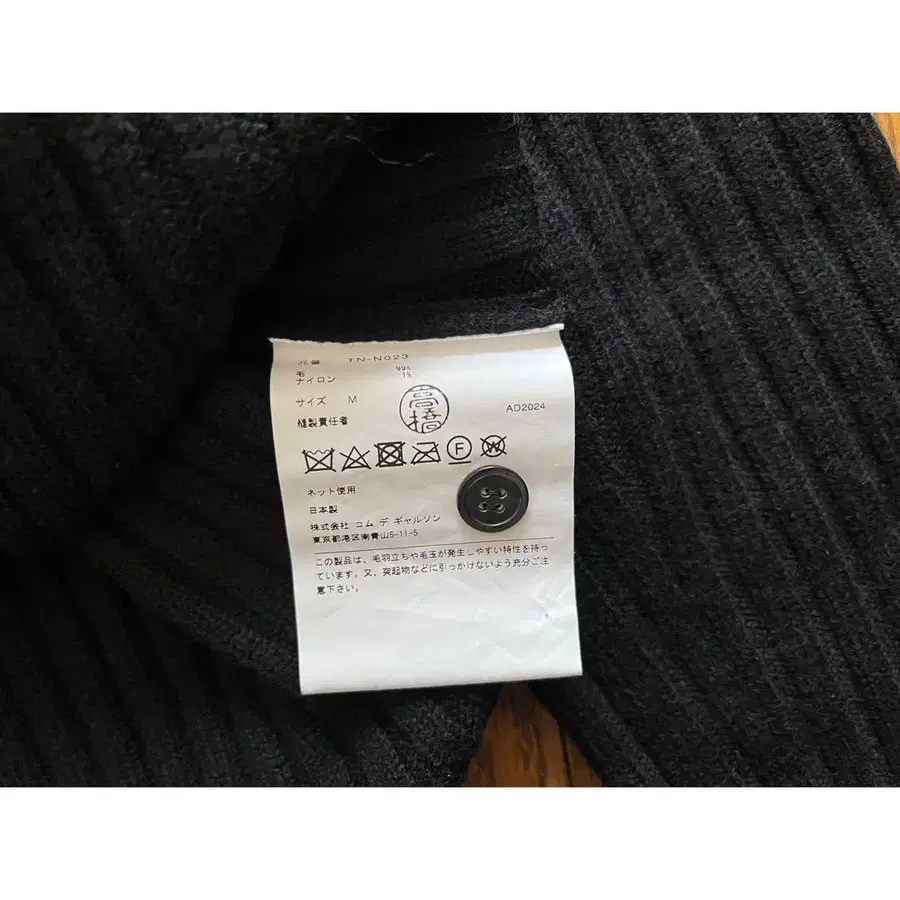 品番 TN-N023
毛 99%
ナイロン 1%
サイズ M
縫製責任者 高橋 AD2024
F W
ネット使用
日本製
株式会社 コム デ ギャルソン
東京都港区南青山5-11-5
この製品は、毛羽立ちや毛玉が発生しやすい特性を持っ
ています。又、突起物などに引っかけないよう充分ご注
意下さい。